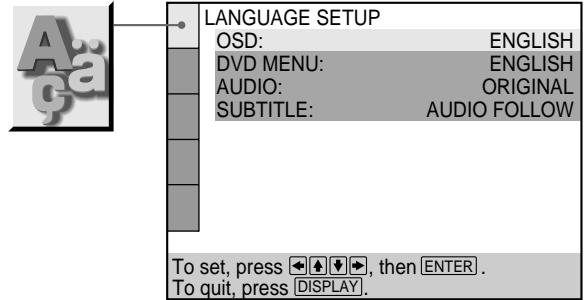 Aäç
LANGUAGE SETUP
OSD: ENGLISH
DVD MENU: ENGLISH
AUDIO: ORIGINAL
SUBTITLE: AUDIO FOLLOW
To set, press ←↑↓→, then ENTER.
To quit, press DISPLAY.